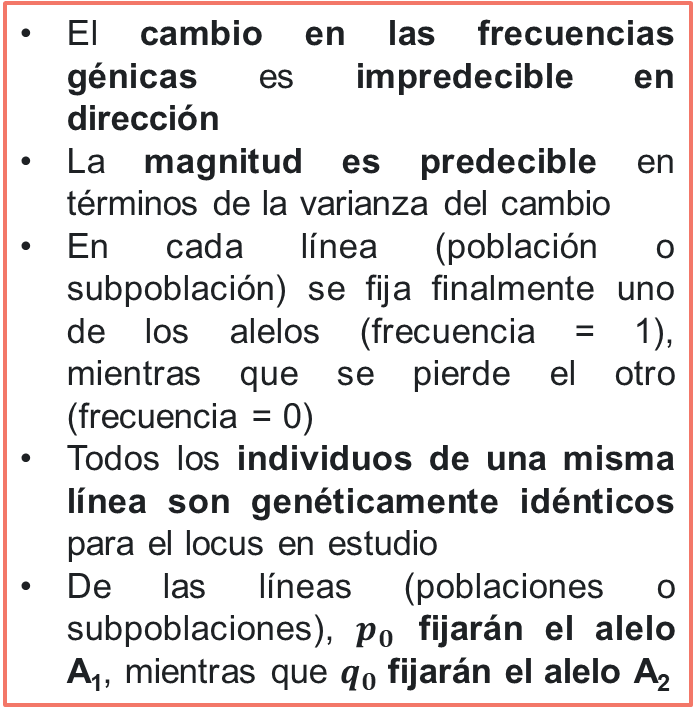 • El cambio en las frecuencias
génicas es impredecible en
dirección
• La magnitud es predecible en
términos de la varianza del cambio
• En cada línea (población o
subpoblación) se fija finalmente uno
de los alelos (frecuencia = 1),
mientras que se pierde el otro
(frecuencia = 0)
• Todos los individuos de una misma
línea son genéticamente idénticos
para el locus en estudio
• De las líneas (poblaciones o
subpoblaciones), p₀ fijarán el alelo
A₁, mientras que q₀ fijarán el alelo A₂